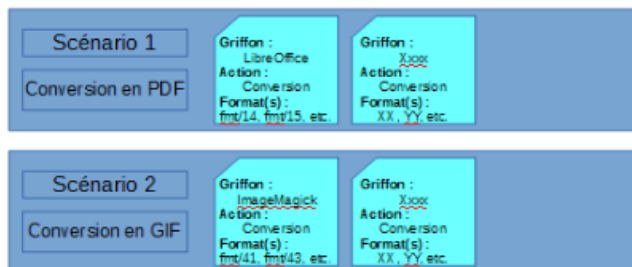 Scénario 1
Conversion en PDF
Griffon :
LibreOffice
Action :
Conversion
Format(s) :
fmt/14, fmt/15, etc.
Griffon :
Xxxx
Action :
Conversion
Format(s) :
XX, YY, etc.
Scénario 2
Conversion en GIF
Griffon :
ImageMagick
Action :
Conversion
Format(s) :
fmt/41, fmt/43, etc.
Griffon :
Xxxx
Action :
Conversion
Format(s) :
XX, YY, etc.